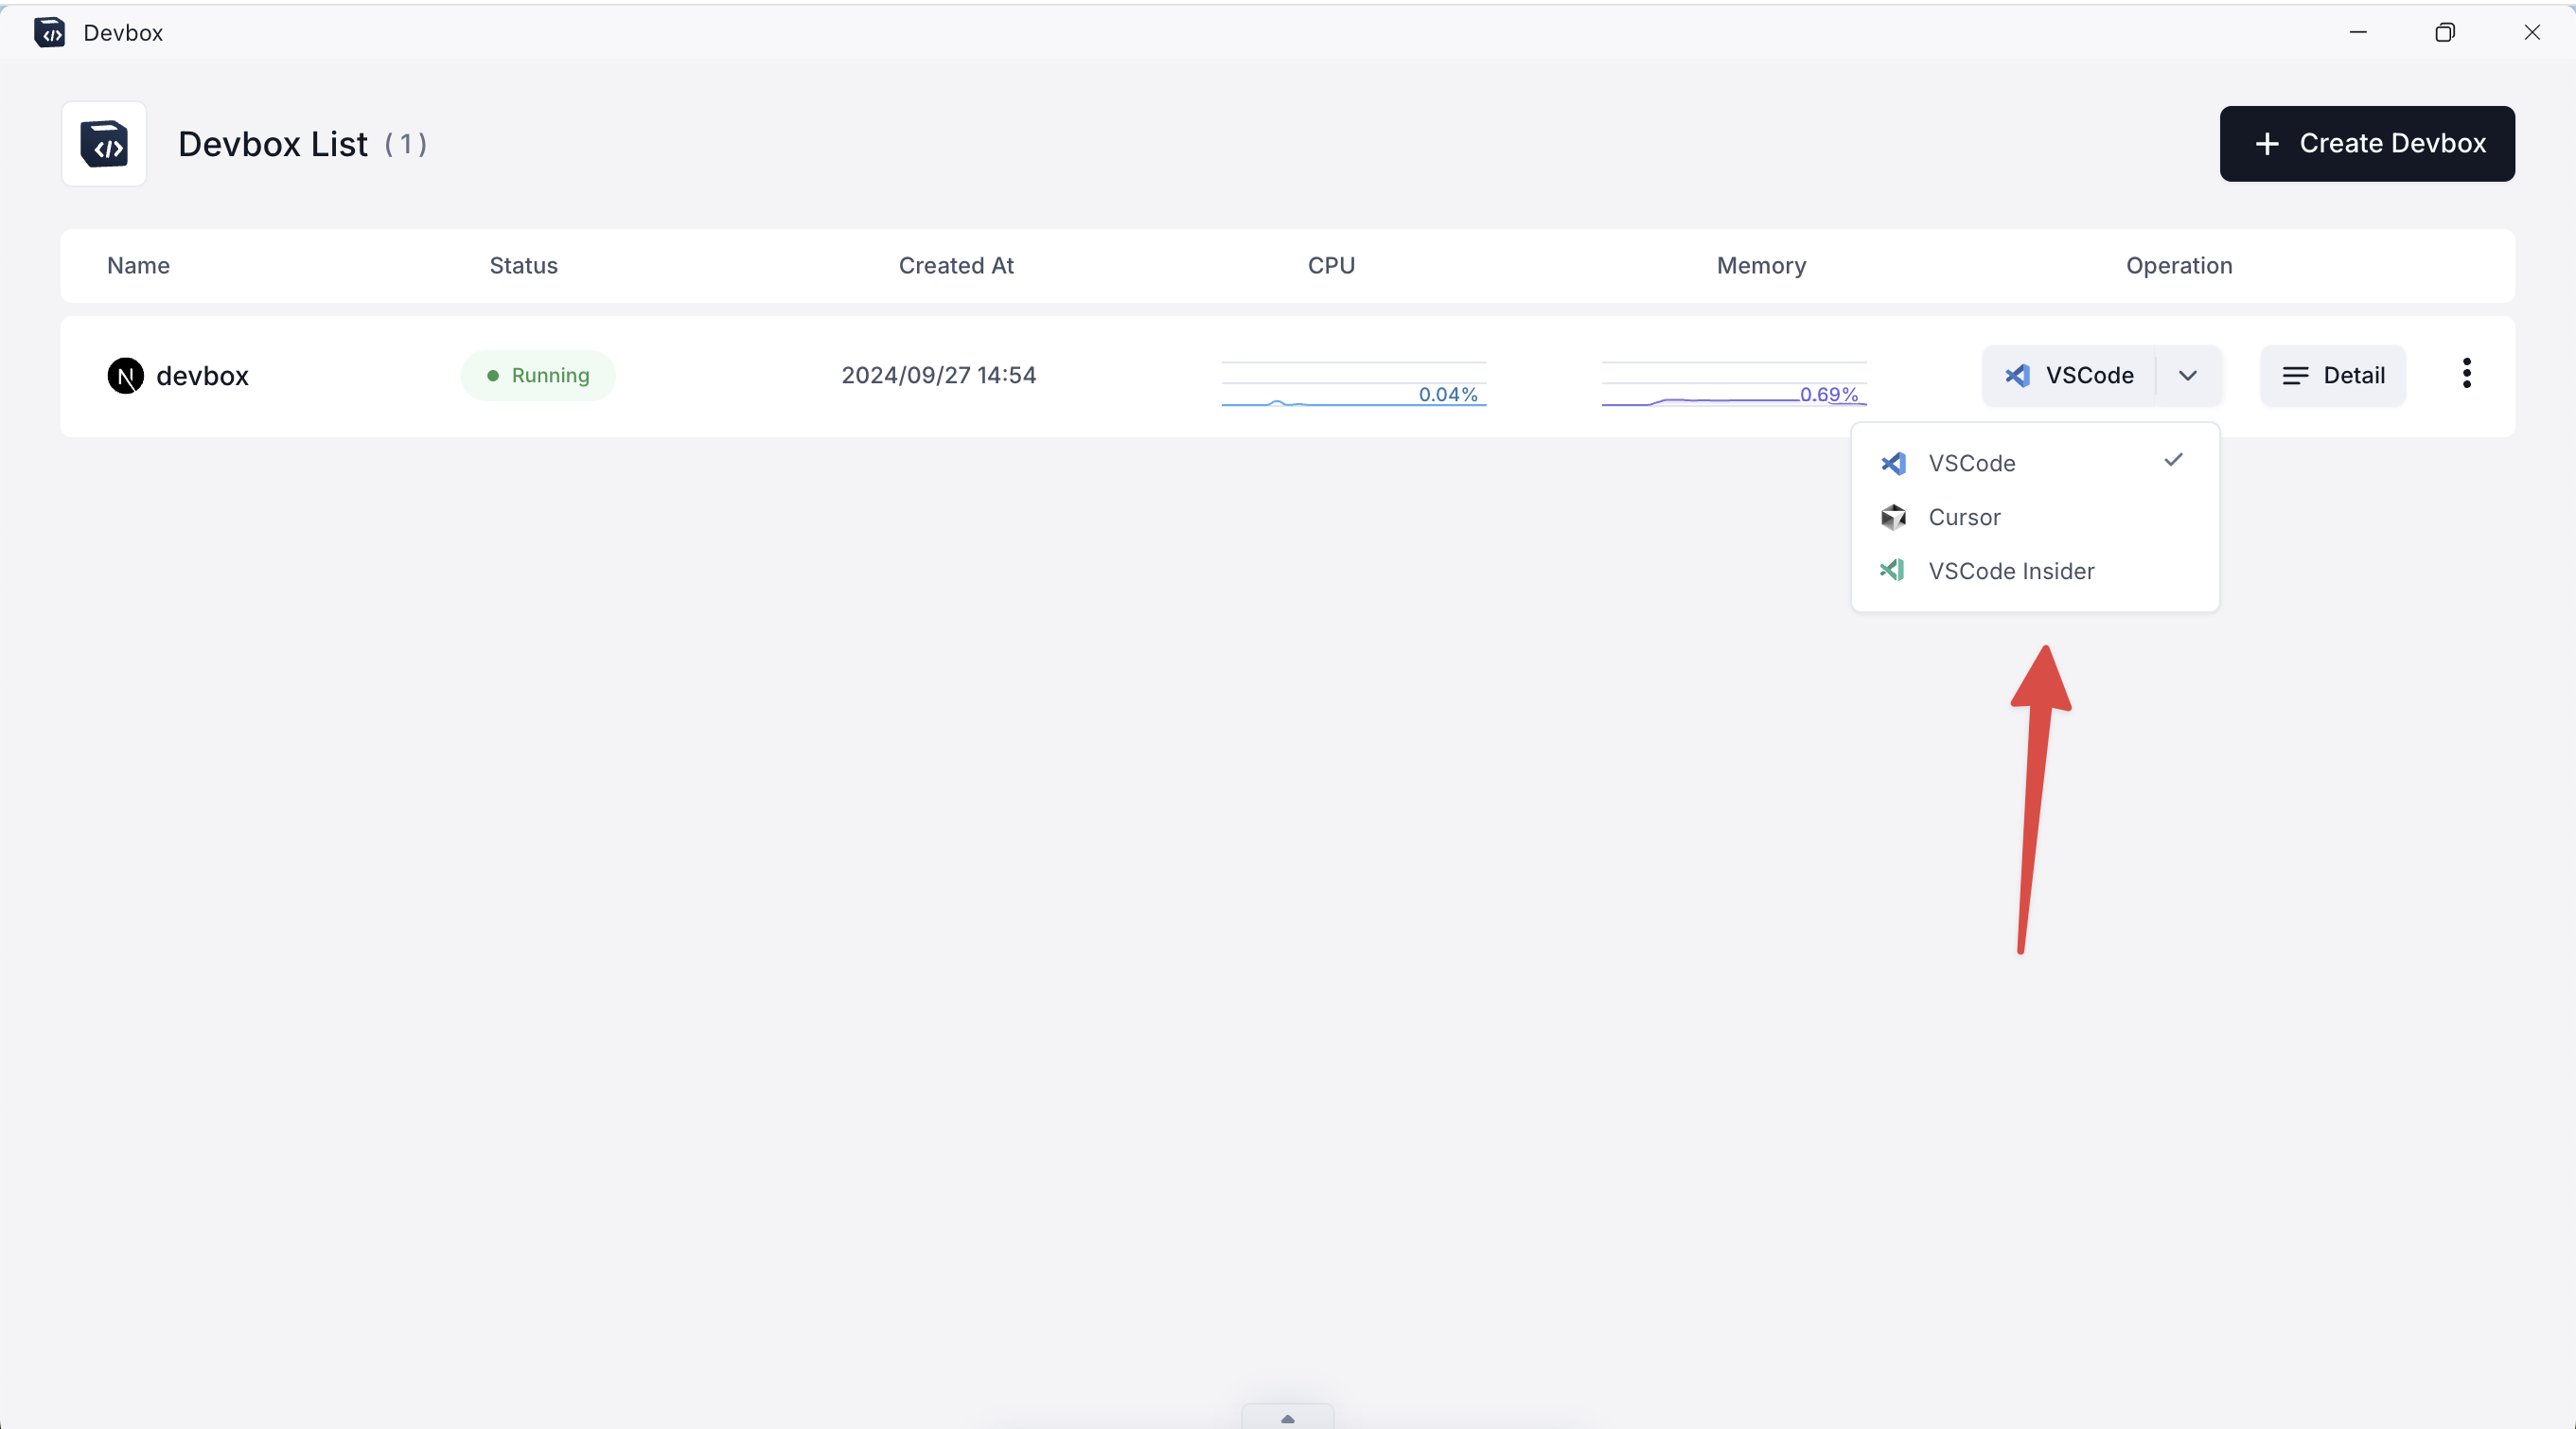 Devbox
Devbox List ( 1 )
Create Devbox
Name Status Created At CPU Memory Operation
devbox Running 2024/09/27 14:54 0.04% 0.69% VSCode Detail
VSCode
Cursor
VSCode Insider